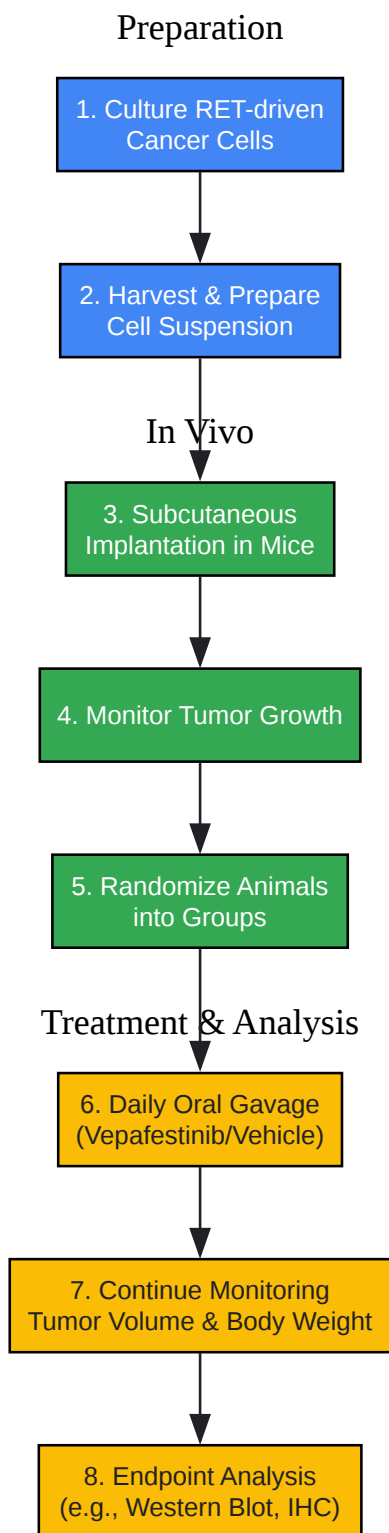 Preparation
1. Culture RET-driven
Cancer Cells
2. Harvest & Prepare
Cell Suspension
In Vivo
3. Subcutaneous
Implantation in Mice
4. Monitor Tumor Growth
5. Randomize Animals
into Groups
Treatment & Analysis
6. Daily Oral Gavage
(Vepafestinib/Vehicle)
7. Continue Monitoring
Tumor Volume & Body Weight
8. Endpoint Analysis
(e.g., Western Blot, IHC)